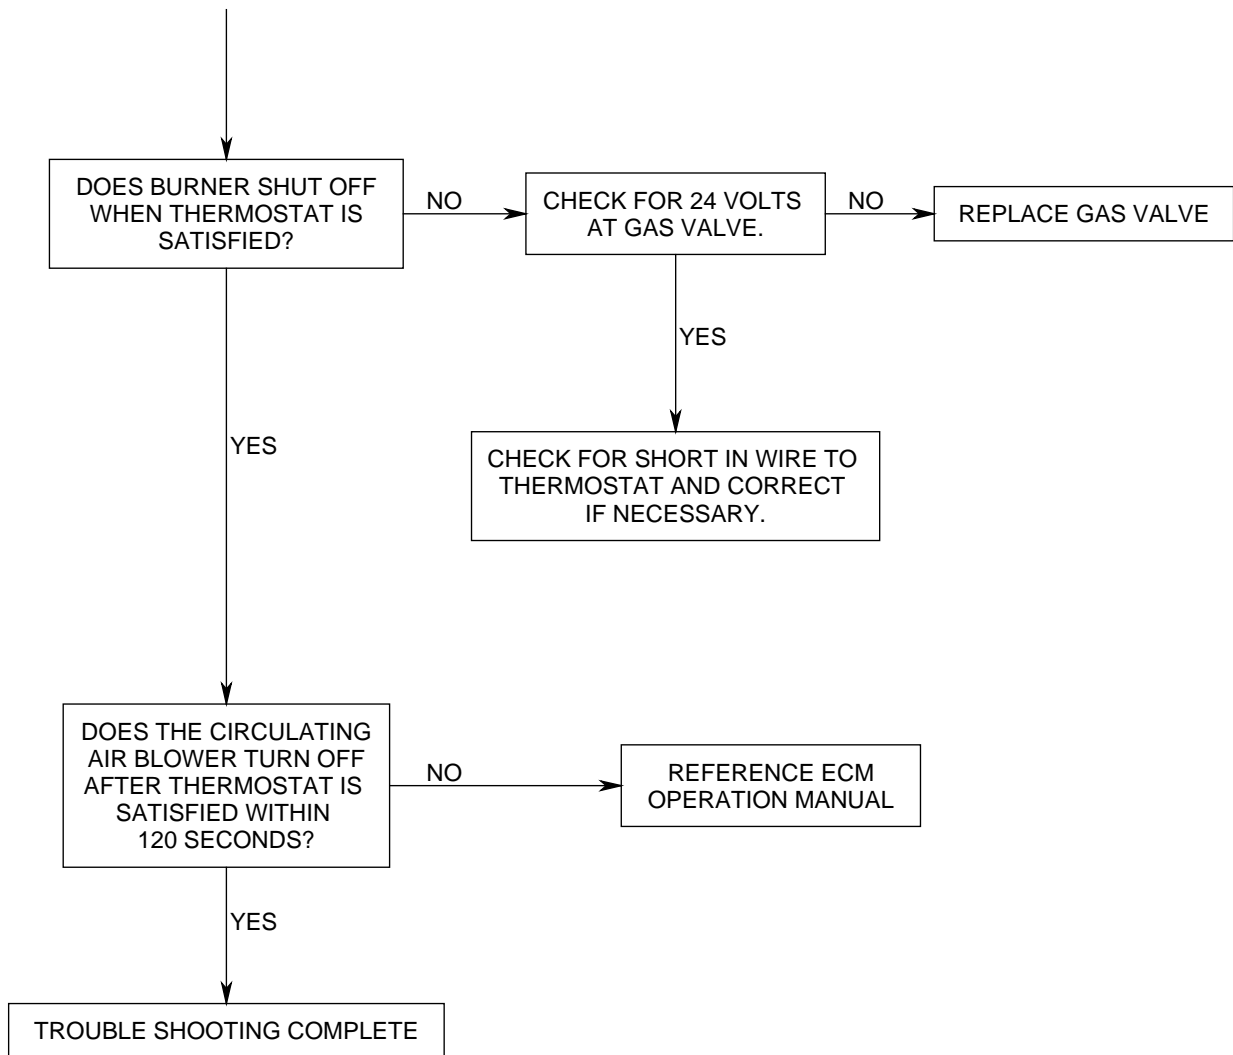 DOES BURNER SHUT OFF
WHEN THERMOSTAT IS
SATISFIED?
NO
CHECK FOR 24 VOLTS
AT GAS VALVE.
NO
REPLACE GAS VALVE
YES
CHECK FOR SHORT IN WIRE TO
THERMOSTAT AND CORRECT
IF NECESSARY.
YES
DOES THE CIRCULATING
AIR BLOWER TURN OFF
AFTER THERMOSTAT IS
SATISFIED WITHIN
120 SECONDS?
NO
REFERENCE ECM
OPERATION MANUAL
YES
TROUBLE SHOOTING COMPLETE